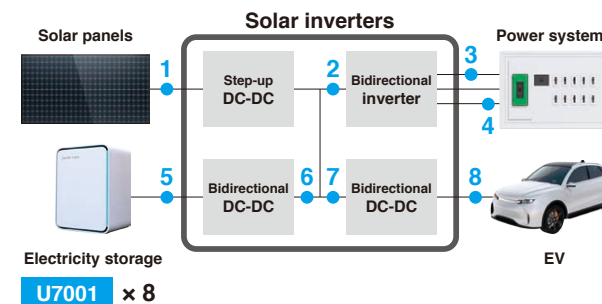 Solar inverters
Solar panels
Power system
1
Step-up
DC-DC
2
Bidirectional
inverter
3
4
5
Bidirectional
DC-DC
6
7
Bidirectional
DC-DC
8
Electricity storage
EV
U7001 × 8